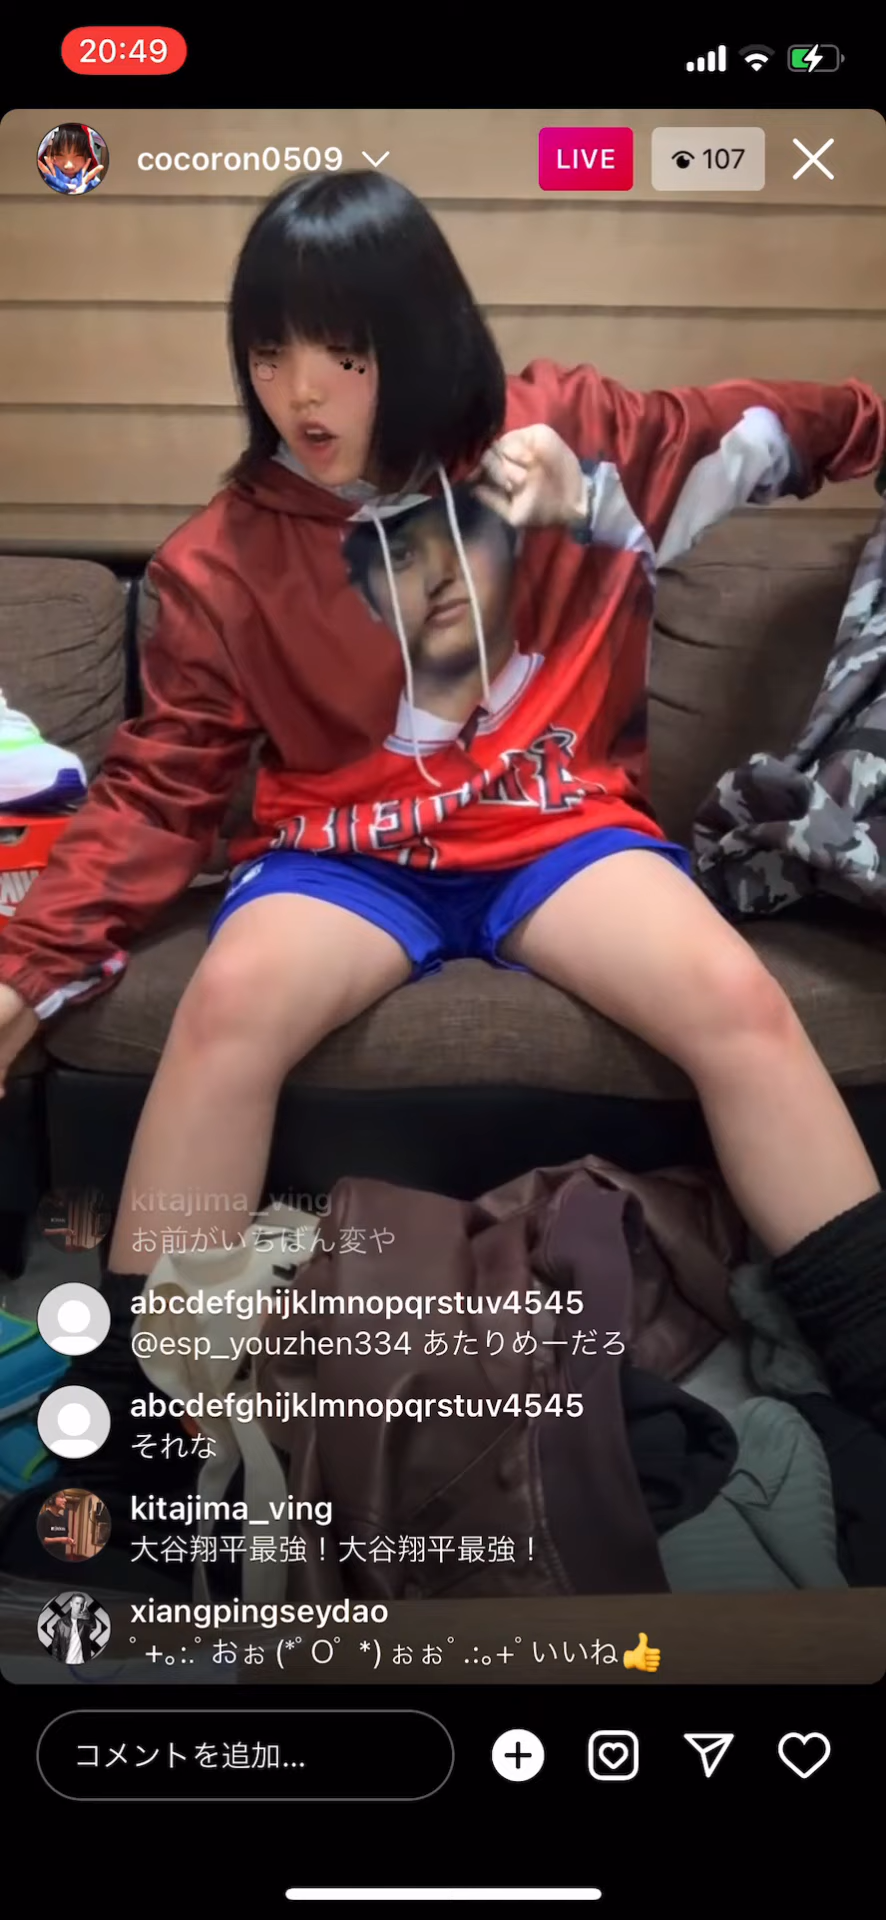 20:49
cocoron0509
LIVE
107
kitajima_ving
お前がいちばん変や
abcdefghijklmnopqrstuv4545
@esp_youzhen334 あたりめーだろ
abcdefghijklmnopqrstuv4545
それな
kitajima_ving
大谷翔平最強！大谷翔平最強！
xiangpingseydao
ﾟ+｡:.ﾟおぉ(*ﾟOﾟ *)ぉぉﾟ.:｡+ﾟいいね👍
コメントを追加...